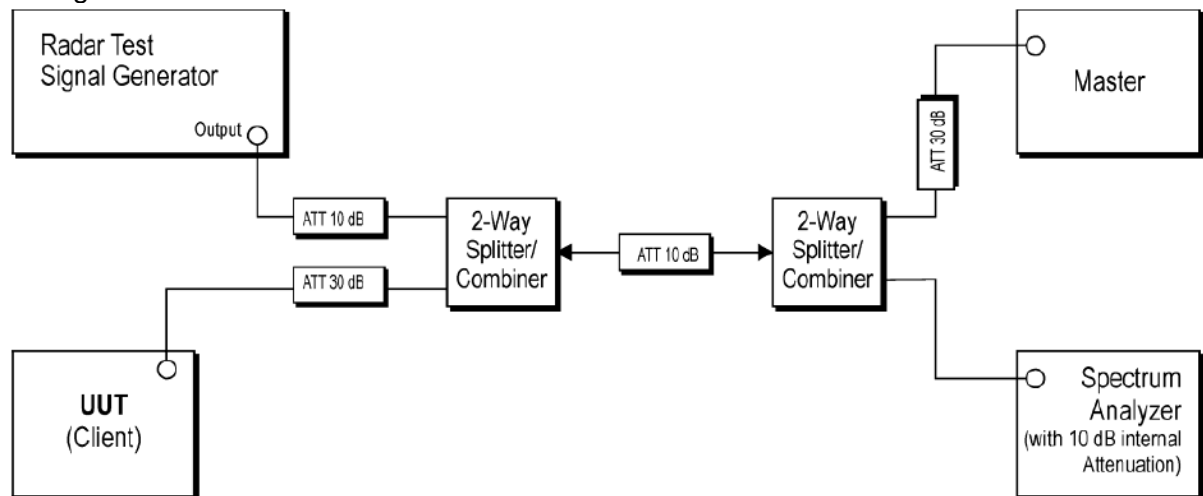 Radar Test
Signal Generator
Output
ATT 10 dB
ATT 30 dB
UUT
(Client)
2-Way
Splitter/
Combiner
ATT 10 dB
2-Way
Splitter/
Combiner
ATT 30 dB
Master
Spectrum
Analyzer
(with 10 dB internal
Attenuation)